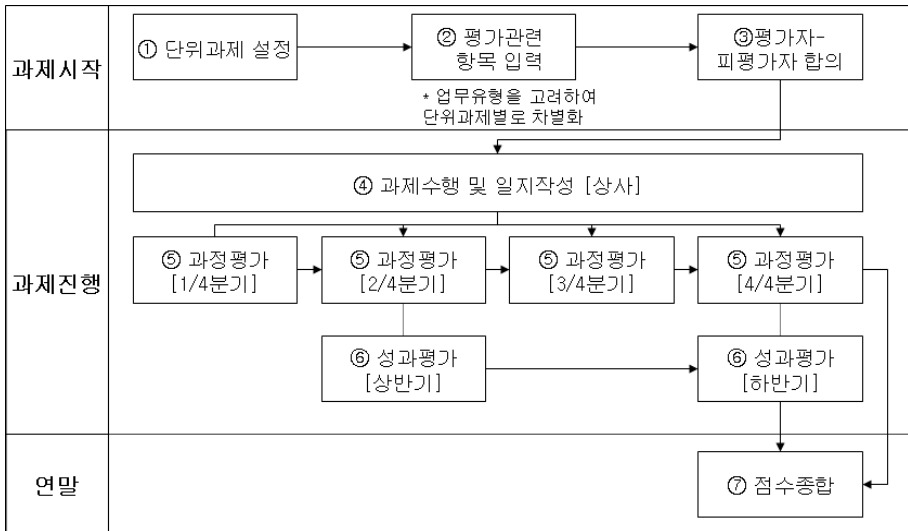 과제시작
① 단위과제 설정
② 평가관련
항목 입력
③평가자-
피평가자 합의
* 업무유형을 고려하여
단위과제별로 차별화
과제진행
④ 과제수행 및 일지작성 [상사]
⑤ 과정평가
[1/4분기]
⑤ 과정평가
[2/4분기]
⑤ 과정평가
[3/4분기]
⑤ 과정평가
[4/4분기]
⑥ 성과평가
[상반기]
⑥ 성과평가
[하반기]
연말
⑦ 점수종합